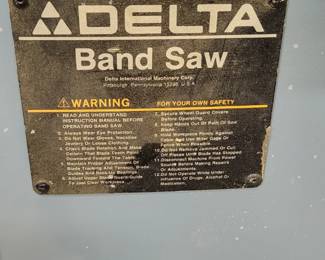 DELTA
Band Saw
Delta International Machinery Corp.
Pittsburgh, Pennsylvania 15246 U.S.A.
⚠WARNING
1. READ AND UNDERSTAND
INSTRUCTION MANUAL BEFORE
OPERATING BAND SAW.
2. Always Wear Eye Protection.
3. Do Not Wear Gloves, Necktie,
Jewelry Or Loose Clothing.
4. Check Blade Rotation And Make
Certain That Blade Teeth Point
Downward Toward The Table.
5. Maintain Proper Adjustment Of
Blade Tracking And Tension, Blade
Guides And Back-Up Bearings.
6. Adjust Upper Blade Guard-Guide
To Just Clear Workpiece.
FOR YOUR OWN SAFETY
7. Secure Wheel Guard Covers
Before Operating.
8. Keep Hands Out Of Path Of Saw
Blade.
9. Hold Workpiece Firmly Against
Table. Use Miter Gage Or
Fence When Possible.
10. Do Not Remove Jammed Or Cut
Off Pieces Until Blade Has Stopped.
11. Disconnect Machine From Power
Source Before Making Repairs
Or Adjustments.
12. Do Not Operate While Under
Influence Of Drugs, Alcohol Or
Medication.